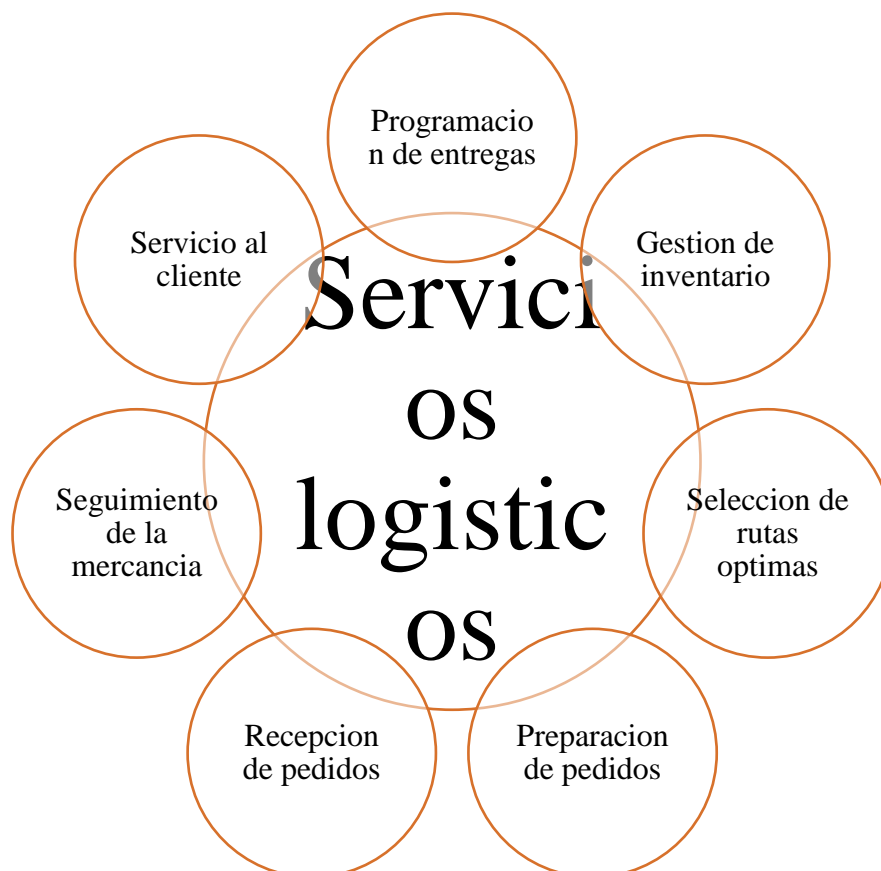 Programacio
n de entregas
Gestion de
inventario
Seleccion de
rutas
optimas
Preparacion
de pedidos
Recepcion
de pedidos
Seguimiento
de la
mercancia
Servicio al
cliente
Servici
os
logistic
os